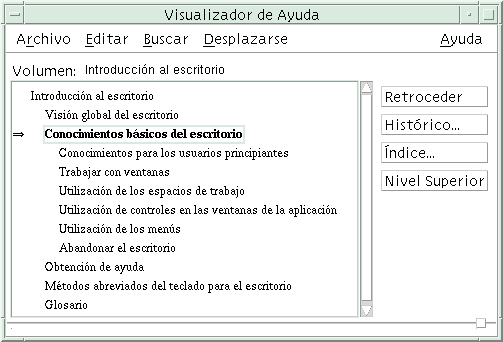 Visualizador de Ayuda
Archivo Editar Buscar Desplazarse Ayuda
Volumen: Introducción al escritorio
Introducción al escritorio
Visión global del escritorio
⇒ Conocimientos básicos del escritorio
Conocimientos para los usuarios principiantes
Trabajar con ventanas
Utilización de los espacios de trabajo
Utilización de controles en las ventanas de la aplicación
Utilización de los menús
Abandonar el escritorio
Obtención de ayuda
Métodos abreviados del teclado para el escritorio
Glosario
Retroceder
Histórico...
Índice...
Nivel Superior